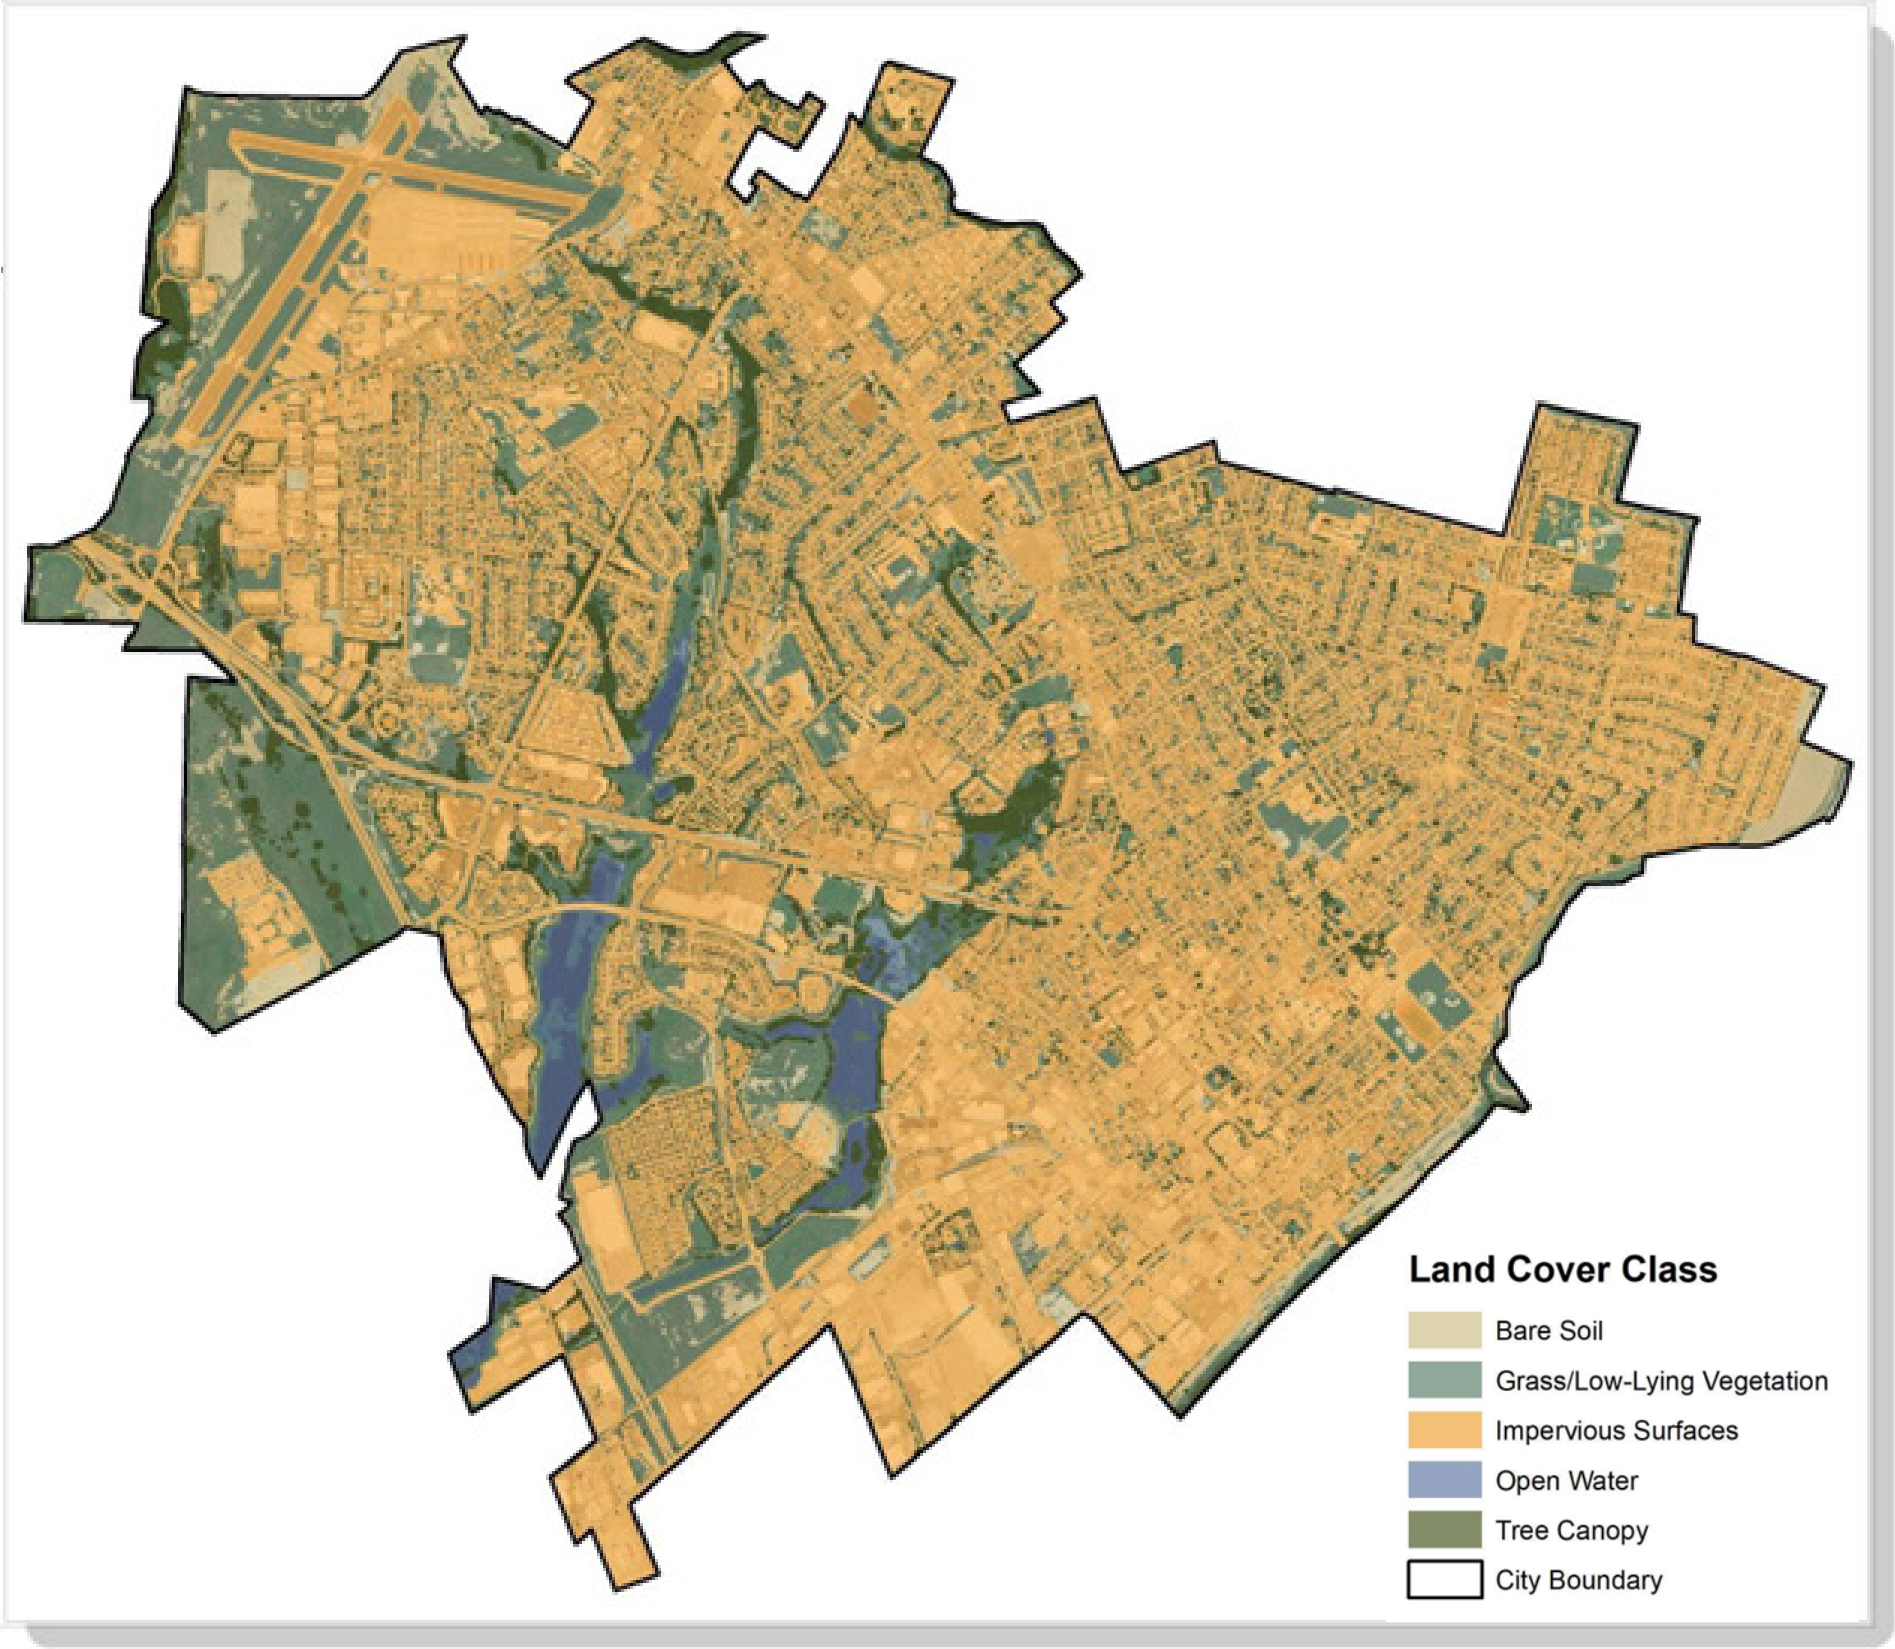 Land Cover Class
Bare Soil
Grass/Low-Lying Vegetation
Impervious Surfaces
Open Water
Tree Canopy
City Boundary